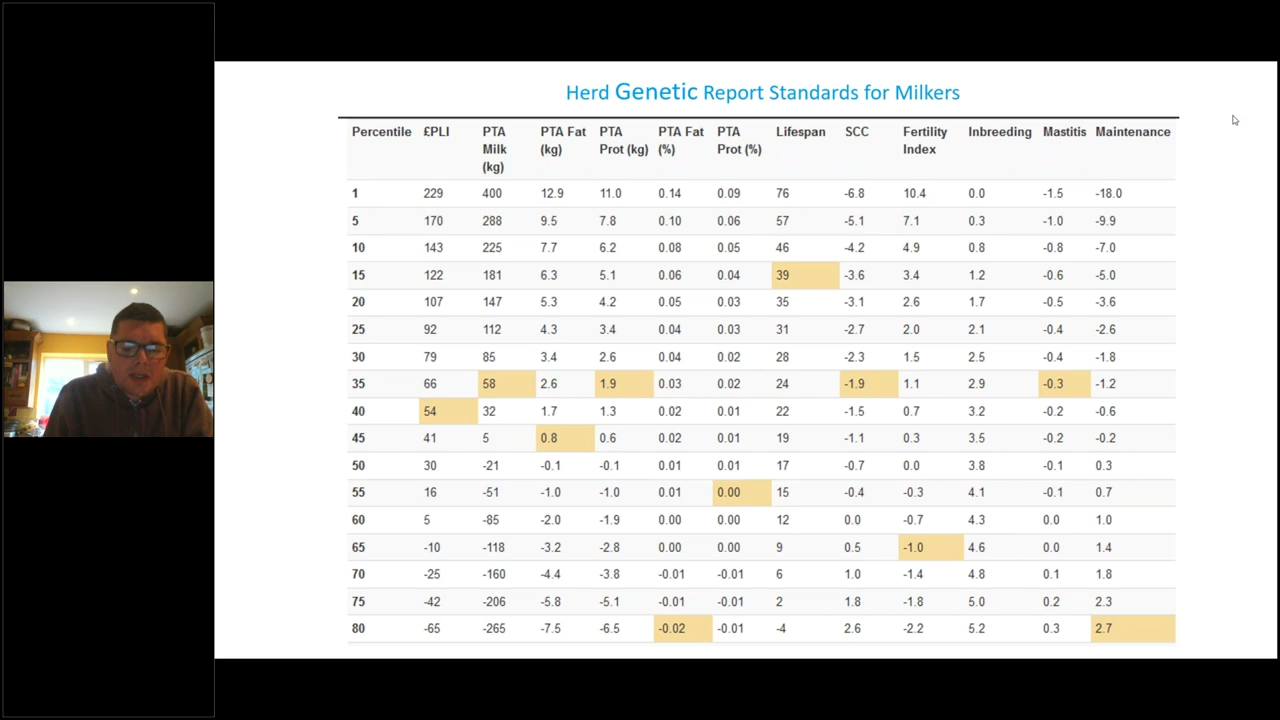 Herd Genetic Report Standards for Milkers
Percentile £PLI PTA Milk (kg) PTA Fat (kg) PTA Prot (kg) PTA Fat (%) PTA Prot (%) Lifespan SCC Fertility Index Inbreeding Mastitis Maintenance
1 229 400 12.9 11.0 0.14 0.09 76 -6.8 10.4 0.0 -1.5 -18.0
5 170 288 9.5 7.8 0.10 0.06 57 -5.1 7.1 0.3 -1.0 -9.9
10 143 225 7.7 6.2 0.08 0.05 46 -4.2 4.9 0.8 -0.8 -7.0
15 122 181 6.3 5.1 0.06 0.04 39 -3.6 3.4 1.2 -0.6 -5.0
20 107 147 5.3 4.2 0.05 0.03 35 -3.1 2.6 1.7 -0.5 -3.6
25 92 112 4.3 3.4 0.04 0.03 31 -2.7 2.0 2.1 -0.4 -2.6
30 79 85 3.4 2.6 0.04 0.02 28 -2.3 1.5 2.5 -0.4 -1.8
35 66 58 2.6 1.9 0.03 0.02 24 -1.9 1.1 2.9 -0.3 -1.2
40 54 32 1.7 1.3 0.02 0.01 22 -1.5 0.7 3.2 -0.2 -0.6
45 41 5 0.8 0.6 0.02 0.01 19 -1.1 0.3 3.5 -0.2 -0.2
50 30 -21 -0.1 -0.1 0.01 0.01 17 -0.7 0.0 3.8 -0.1 0.3
55 16 -51 -1.0 -1.0 0.01 0.00 15 -0.4 -0.3 4.1 -0.1 0.7
60 5 -85 -2.0 -1.9 0.00 0.00 12 0.0 -0.7 4.3 0.0 1.0
65 -10 -118 -3.2 -2.8 0.00 0.00 9 0.5 -1.0 4.6 0.0 1.4
70 -25 -160 -4.4 -3.8 -0.01 -0.01 6 1.0 -1.4 4.8 0.1 1.8
75 -42 -206 -5.8 -5.1 -0.01 -0.01 2 1.8 -1.8 5.0 0.2 2.3
80 -65 -265 -7.5 -6.5 -0.02 -0.01 -4 2.6 -2.2 5.2 0.3 2.7